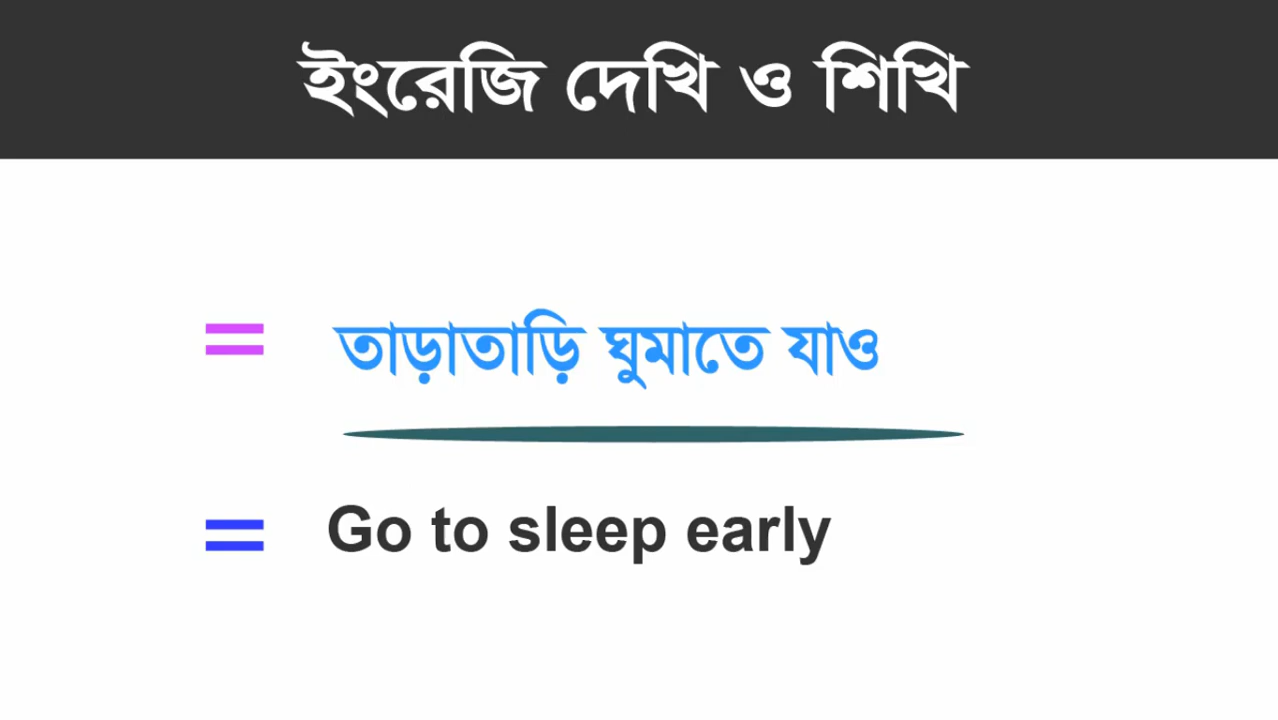 ইংরেজি দেখি ও শিখি
= তাড়াতাড়ি ঘুমাতে যাও
= Go to sleep early